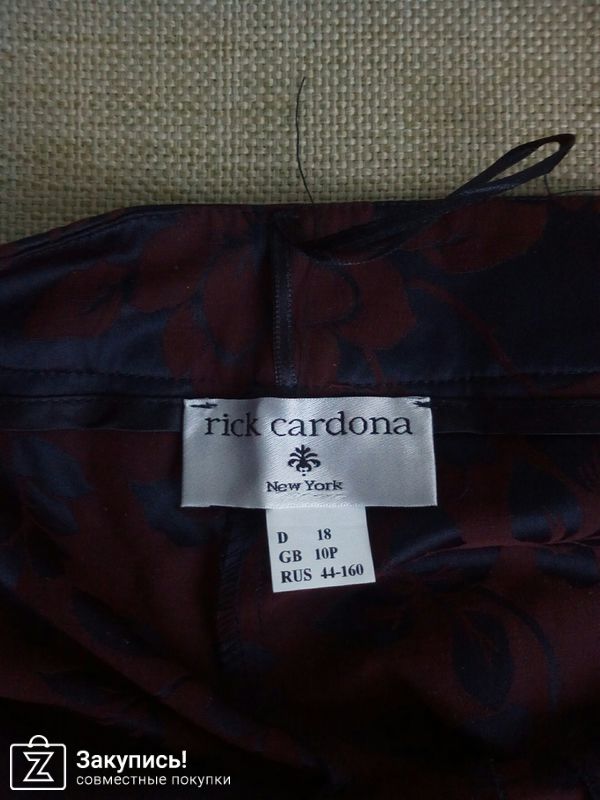 rick cardona
New York
D 18
GB 10P
RUS 44-160
Закупись!
совместные покупки